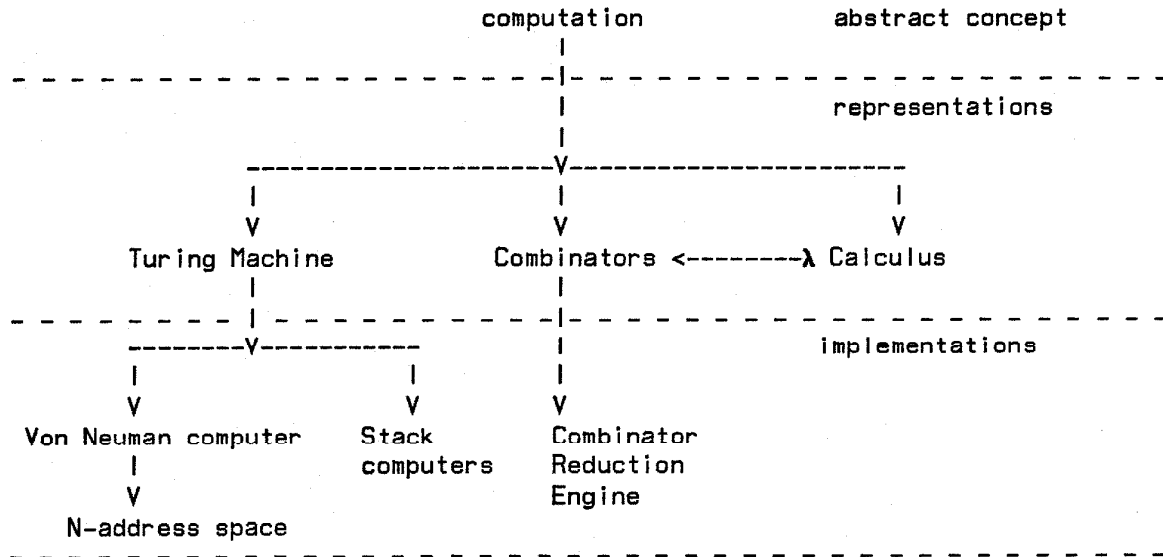 computation abstract concept
representations
Turing Machine Combinators <--------> λ Calculus
implementations
Von Neuman computer Stack Combinator
computers Reduction
Engine
N-address space